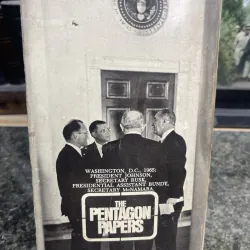 WASHINGTON, D.C., 1965:
PRESIDENT JOHNSON,
SECRETARY RUSK,
PRESIDENTIAL ASSISTANT BUNDY,
SECRETARY McNAMARA.
THE
PENTAGON
PAPERS